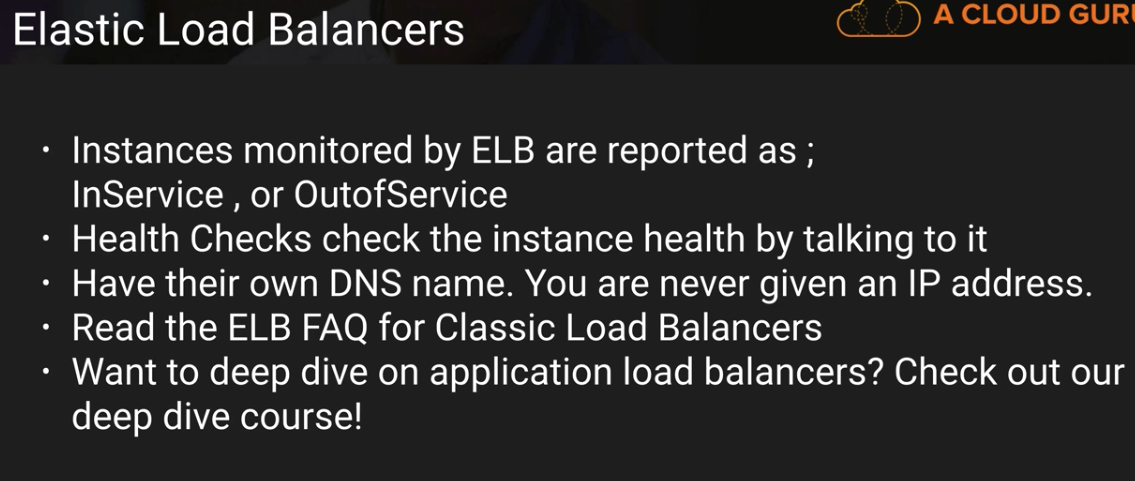 Elastic Load Balancers
A CLOUD GURU
• Instances monitored by ELB are reported as ;
InService , or OutofService
• Health Checks check the instance health by talking to it
• Have their own DNS name. You are never given an IP address.
• Read the ELB FAQ for Classic Load Balancers
• Want to deep dive on application load balancers? Check out our
deep dive course!